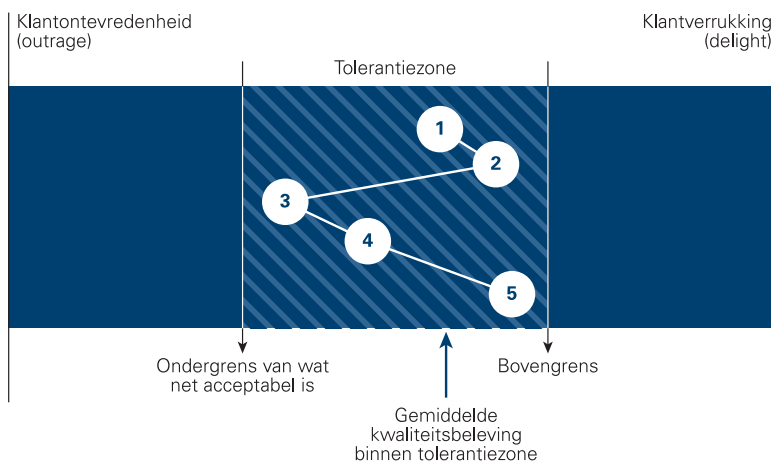 Klantontevredenheid
(outrage)
Klantverrukking
(delight)
Tolerantiezone
1
2
3
4
5
Ondergrens van wat
net acceptabel is
Bovengrens
Gemiddelde
kwaliteitsbeleving
binnen tolerantiezone